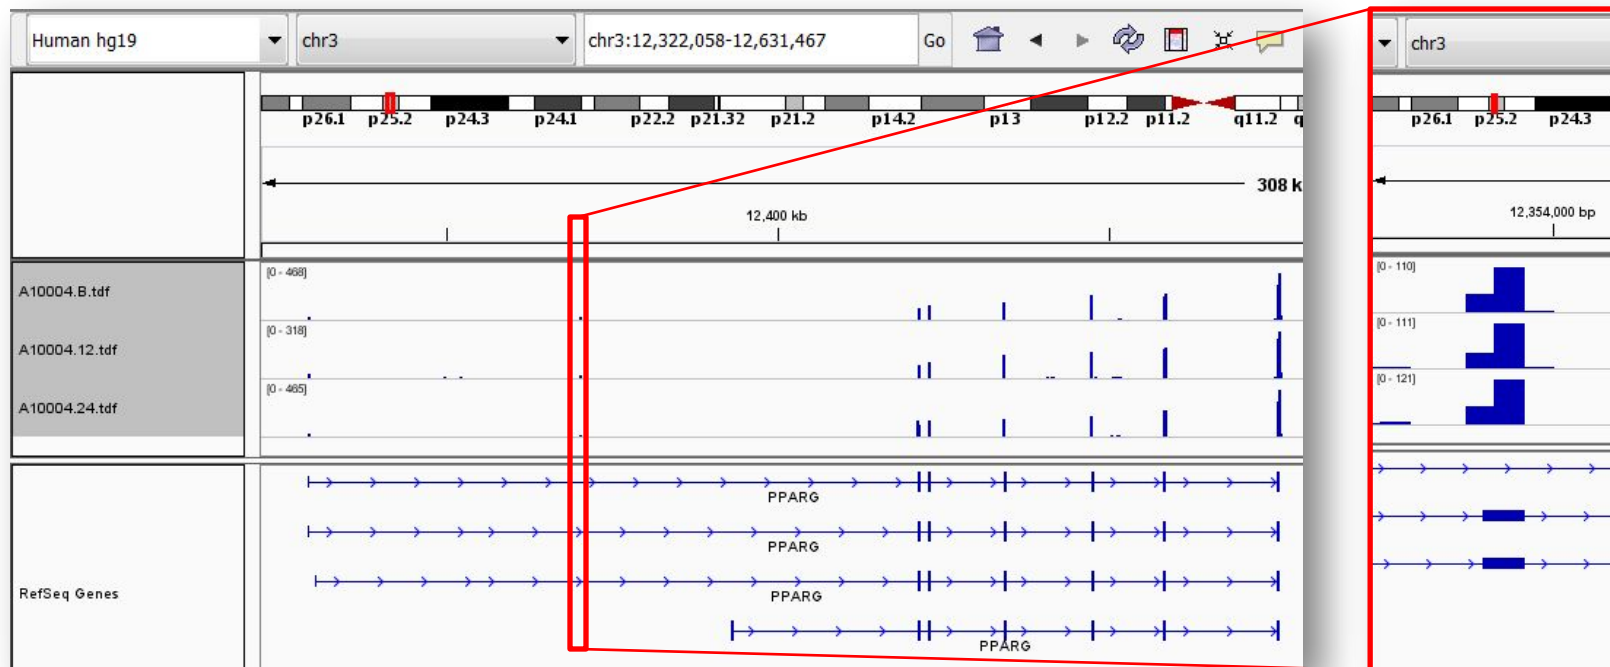 Human hg19 chr3 chr3:12,322,058-12,631,467 Go
p26.1 p25.2 p24.3 p24.1 p22.2 p21.32 p21.2 p14.2 p13 p12.2 p11.2 q11.2 q
308 k
12,400 kb
A10004.B.tdf [0 - 468]
A10004.12.tdf [0 - 318]
A10004.24.tdf [0 - 465]
RefSeq Genes
PPARG
PPARG
PPARG
PPARG
chr3
p26.1 p25.2 p24.3
12,354,000 bp
[0 - 110]
[0 - 111]
[0 - 121]